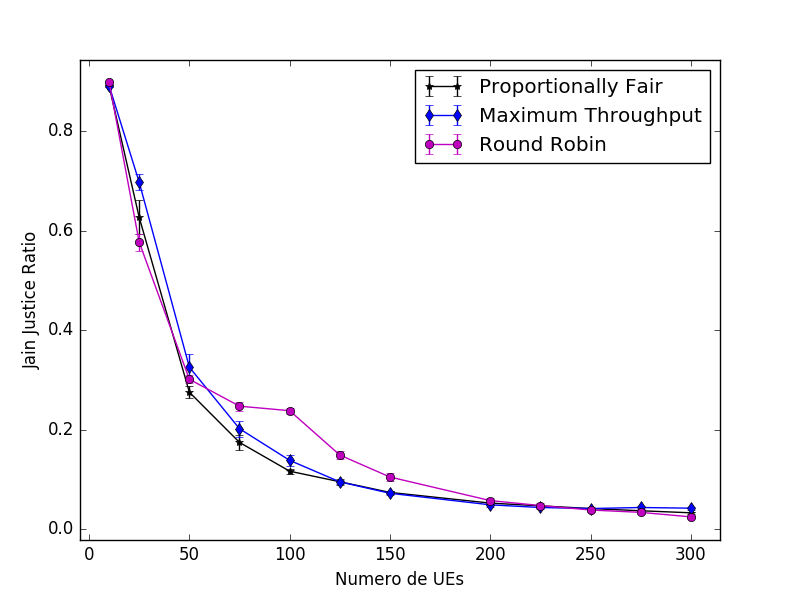 Proportionally Fair
Maximum Throughput
Round Robin
Jain Justice Ratio
0.8
0.6
0.4
0.2
0.0
0 50 100 150 200 250 300
Numero de UEs